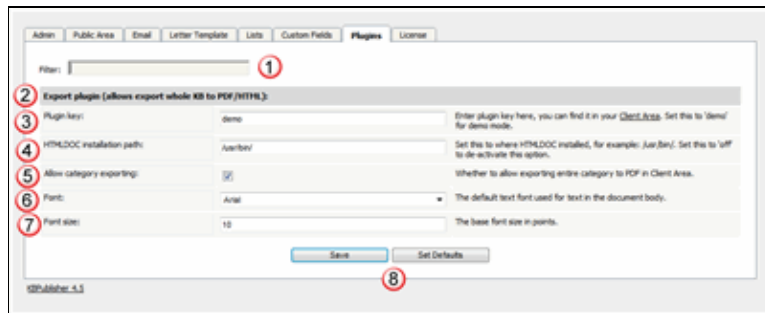 Admin Public Area Email Letter Template Lists Custom Fields Plugins License
Filter: 1
2 Export plugin (allows export whole KB to PDF/HTML):
3 Plugin key: demo Enter plugin key here, you can find it in your Client Area. Set this to 'demo'
for demo mode.
4 HTMLDOC installation path: /usr/bin/ Set this to where HTMLDOC installed, for example: /usr/bin/. Set this to 'off'
to de-activate this option.
5 Allow category exporting: Whether to allow exporting entire category to PDF in Client Area.
6 Font: Arial The default text font used for text in the document body.
7 Font size: 10 The base font size in points.
Save Set Defaults
8
KBPublisher 4.5